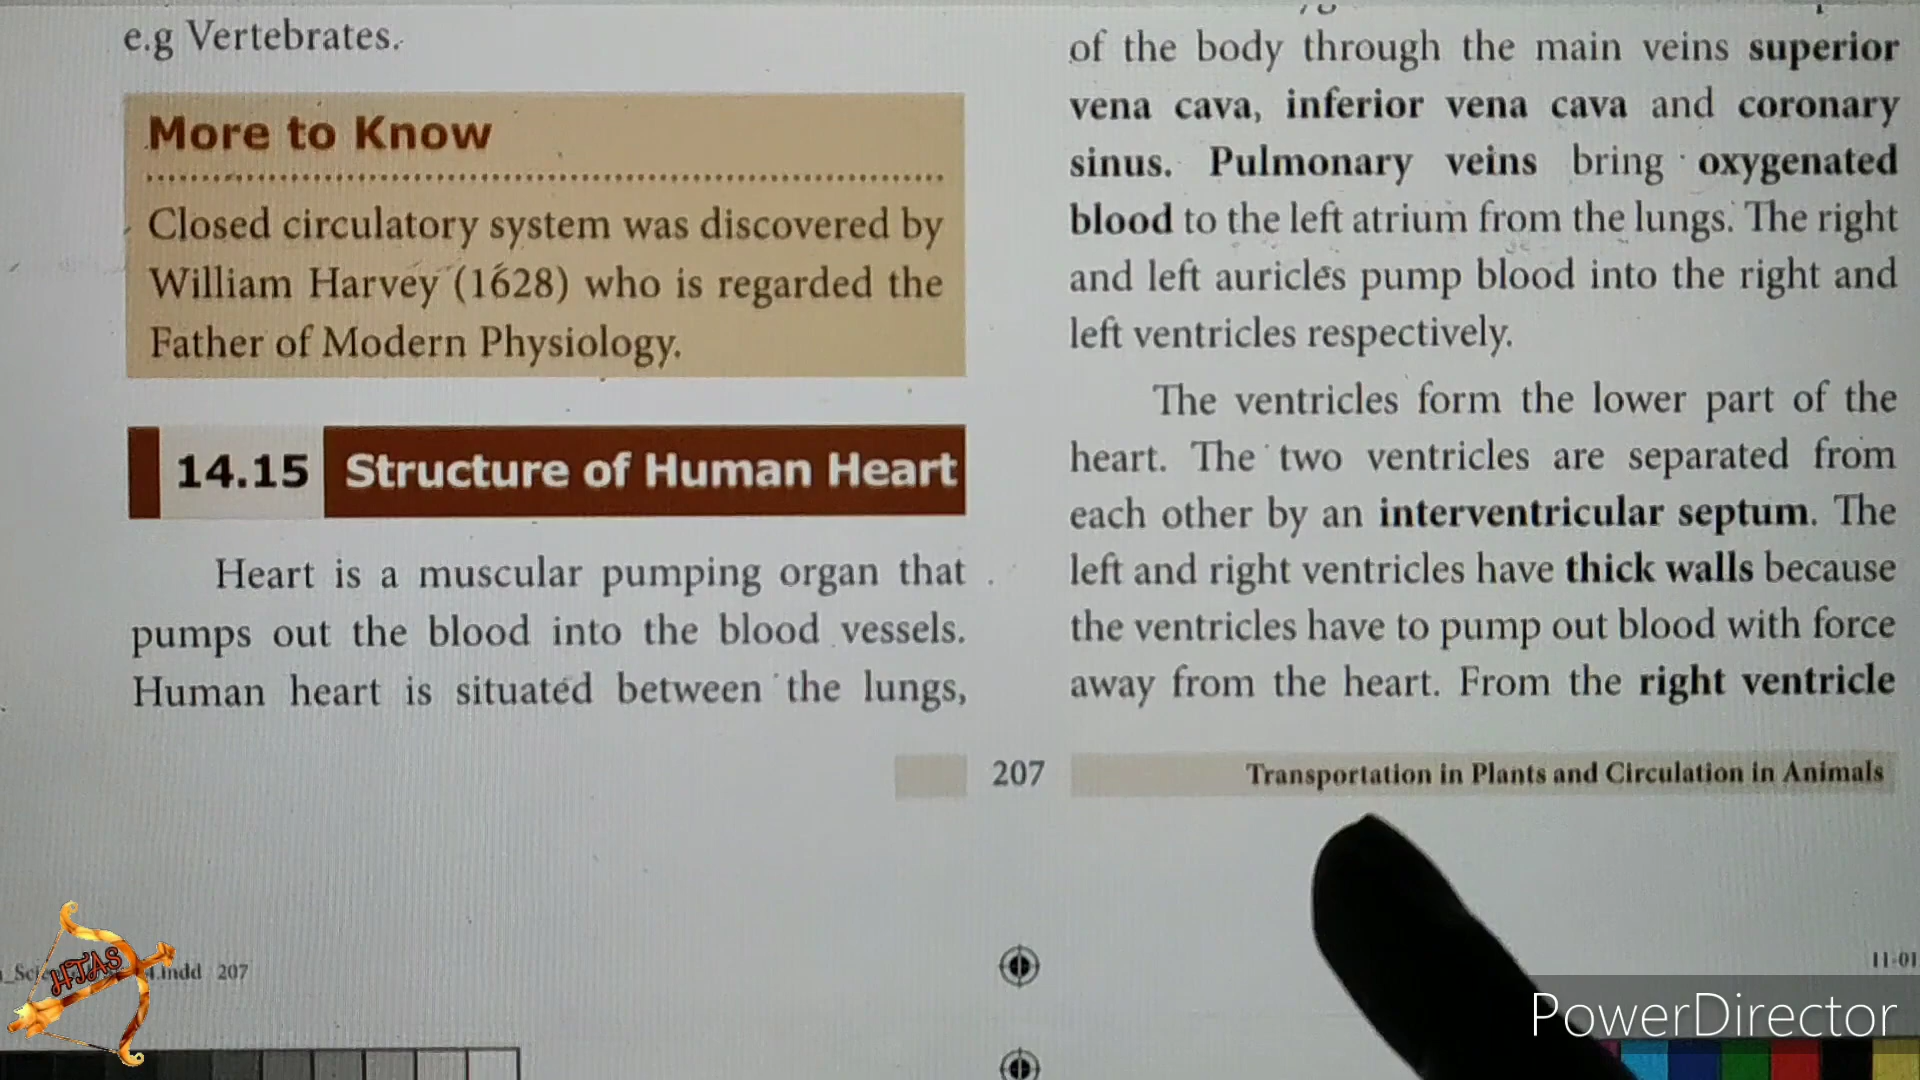 e.g Vertebrates.
More to Know
Closed circulatory system was discovered by
William Harvey (1628) who is regarded the
Father of Modern Physiology.
14.15 Structure of Human Heart
Heart is a muscular pumping organ that
pumps out the blood into the blood vessels.
Human heart is situated between the lungs,
of the body through the main veins superior
vena cava, inferior vena cava and coronary
sinus. Pulmonary veins bring oxygenated
blood to the left atrium from the lungs. The right
and left auricles pump blood into the right and
left ventricles respectively.
The ventricles form the lower part of the
heart. The two ventricles are separated from
each other by an interventricular septum. The
left and right ventricles have thick walls because
the ventricles have to pump out blood with force
away from the heart. From the right ventricle
207 Transportation in Plants and Circulation in Animals
HTAS
207
PowerDirector